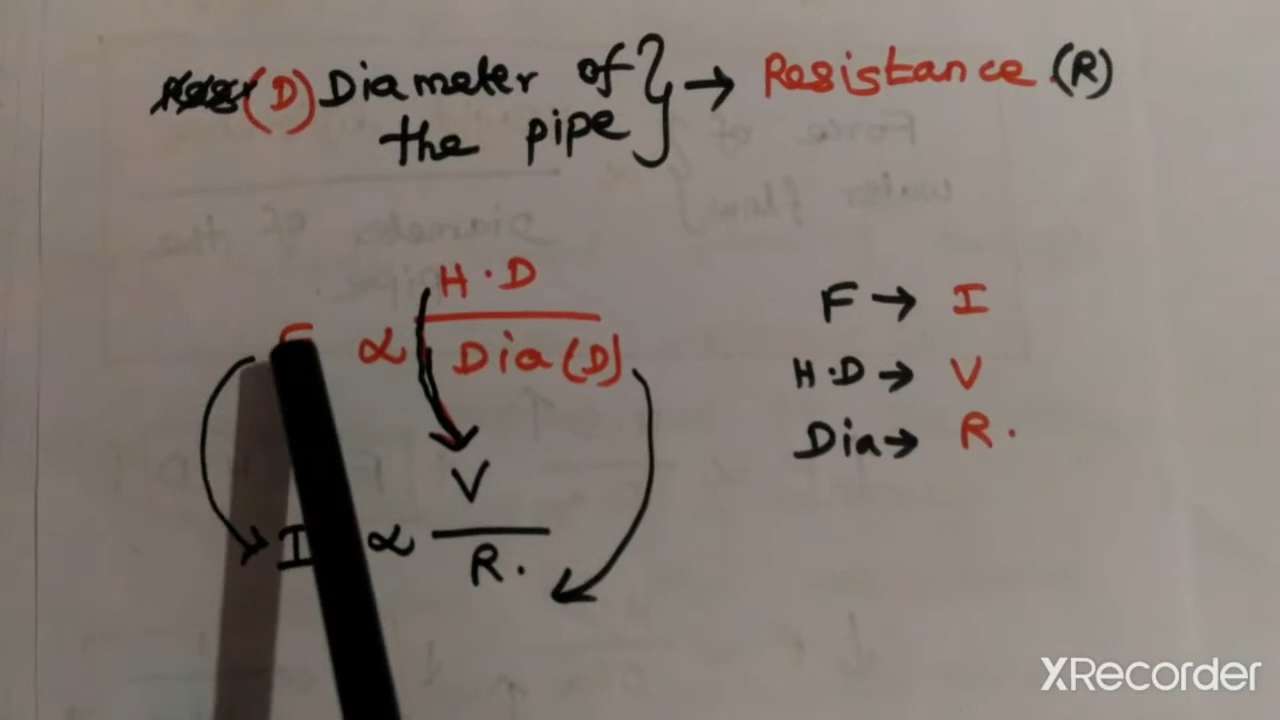 (D) Diameter of } → Resistance (R)
the pipe
H.D
∝ Dia (D)
F → I
H.D → V
Dia → R.
V
I ∝
R.
XRecorder